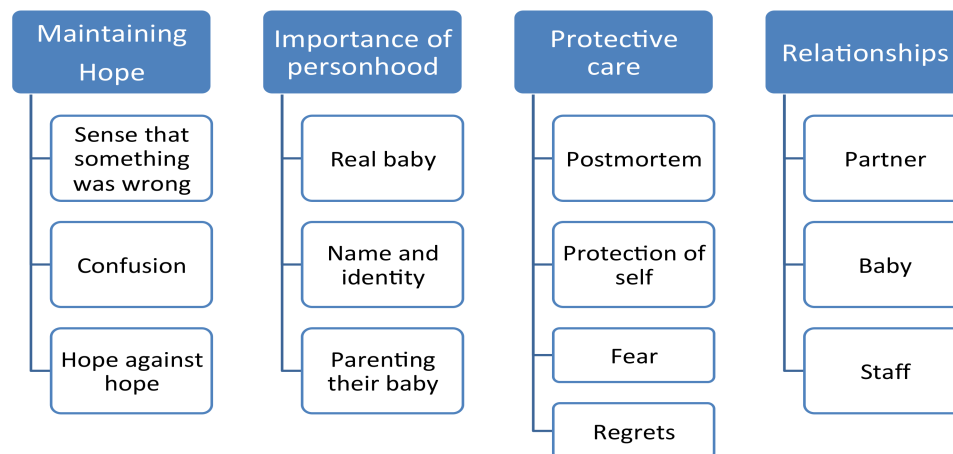 Maintaining
Hope
Sense that
something
was wrong
Confusion
Hope against
hope
Importance of
personhood
Real baby
Name and
identity
Parenting
their baby
Protective
care
Postmortem
Protection of
self
Fear
Regrets
Relationships
Partner
Baby
Staff